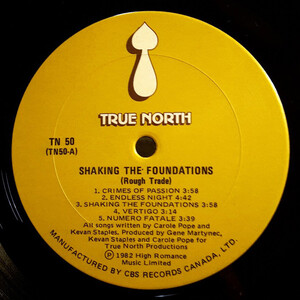 TRUE NORTH
TN 50
(TN50-A)
SHAKING THE FOUNDATIONS
(Rough Trade)
1. CRIMES OF PASSION 3:58
2. ENDLESS NIGHT 4:42
3. SHAKING THE FOUNDATIONS 3:58
4. VERTIGO 3:14
5. NUMERO FATALE 3:39
All songs written by Carole Pope and
Kevan Staples, Produced by Gene Martynec,
Kevan Staples and Carole Pope for
True North Productions
Ⓟ 1982 High Romance
Music Limited
MANUFACTURED BY CBS RECORDS CANADA, LTD.